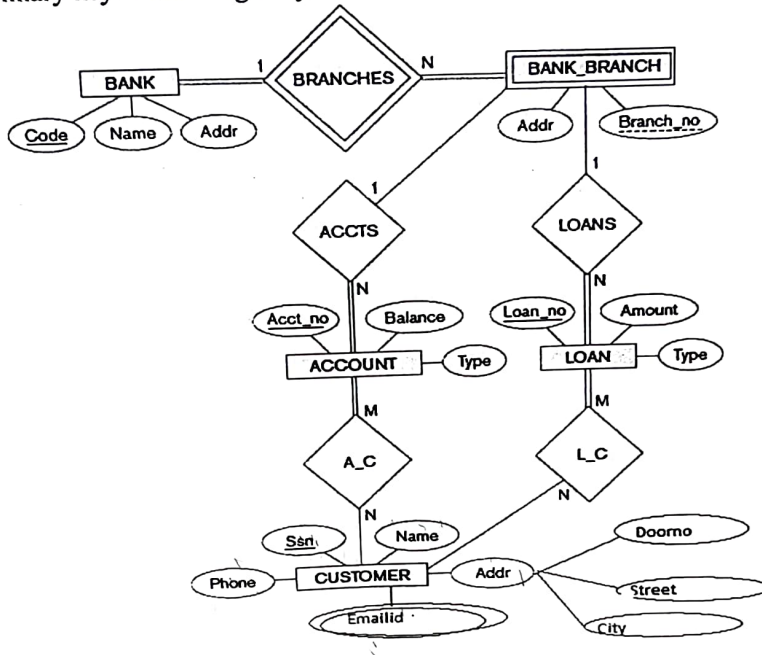 1
N
BANK
BRANCHES
BANK_BRANCH
Code
Name
Addr
Addr
Branch_no
1
1
ACCTS
LOANS
N
N
Acct_no
Balance
Loan_no
Amount
ACCOUNT
Type
LOAN
Type
M
M
A_C
L_C
N
N
Ssn
Name
Doorno
Phone
CUSTOMER
Addr
Street
Emailid
City